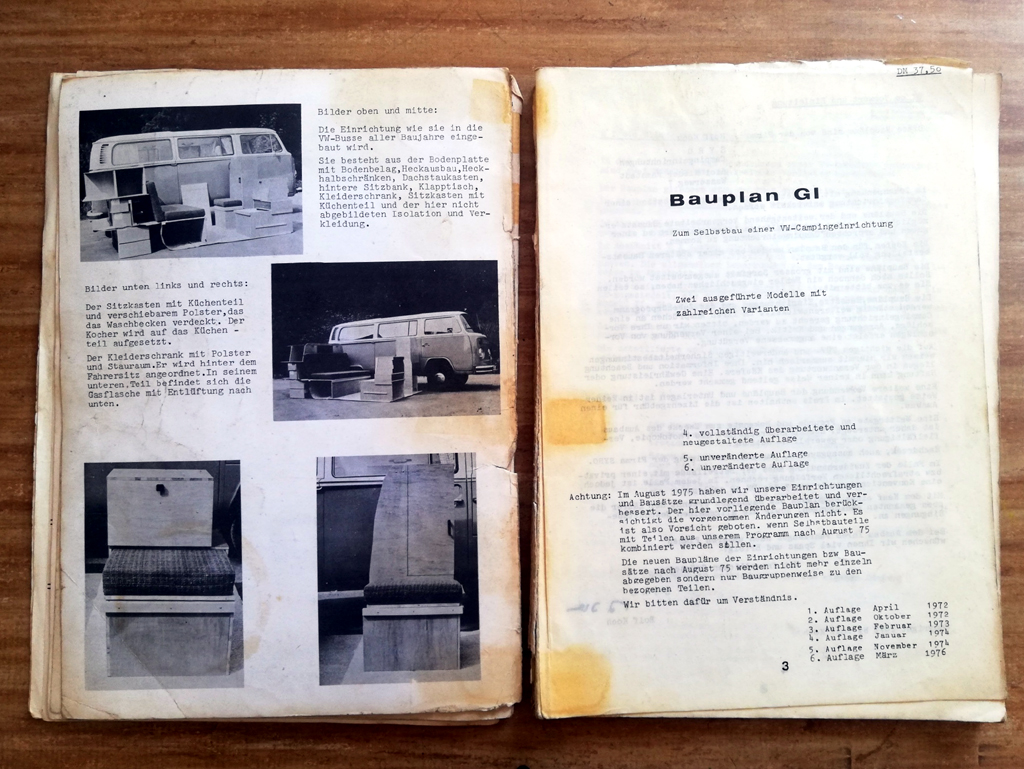 Bilder oben und mitte:
Die Einrichtung wie sie in die
VW-Busse aller Baujahre einge-
baut wird.
Sie besteht aus der Bodenplatte
mit Bodenbelag,Heckausbau,Heck-
halbschränken, Dachstaukasten,
hintere Sitzbank, Klapptisch,
Kleiderschrank, Sitzkasten mit
Küchenteil und der hier nicht
abgebildeten Isolation und Ver-
kleidung.
Bilder unten links und rechts:
Der Sitzkasten mit Küchenteil
und verschiebarem Polster,das
das Waschbecken verdeckt. Der
Kocher wird auf das Küchen -
teil aufgesetzt.
Der Kleiderschrank mit Polster
und Stauraum.Er wird hinter dem
Fahrersitz angeordnet.In seinem
unteren Teil befindet sich die
Gasflasche mit Entlüftung nach
unten.
DM 37,50
Bauplan GI
Zum Selbstbau einer VW-Campingeinrichtung
Zwei ausgeführte Modelle mit
zahlreichen Varianten
4. vollständig überarbeitete und
neugestaltete Auflage
5. unveränderte Auflage
6. unveränderte Auflage
Achtung: Im August 1975 haben wir unsere Einrichtungen
und Bausätze grundlegend überarbeitet und ver-
bessert. Der hier vorliegende Bauplan berück-
sichtigt die vorgenommen Änderungen nicht. Es
ist also Vorsicht geboten. wenn Selbstbauteile
mit Teilen aus unserem Programm nach August 75
kombiniert werden sollen.
Die neuen Baupläne der Einrichtungen bzw Bau-
sätze nach August 75 werden nicht mehr einzeln
abgegeben sondern nur Baugruppenweise zu den
bezogenen Teilen.
Wir bitten dafür um Verständnis.
1. Auflage April 1972
2. Auflage Oktober 1972
3. Auflage Februar 1973
4. Auflage Januar 1974
5. Auflage November 1974
6. Auflage März 1976
3